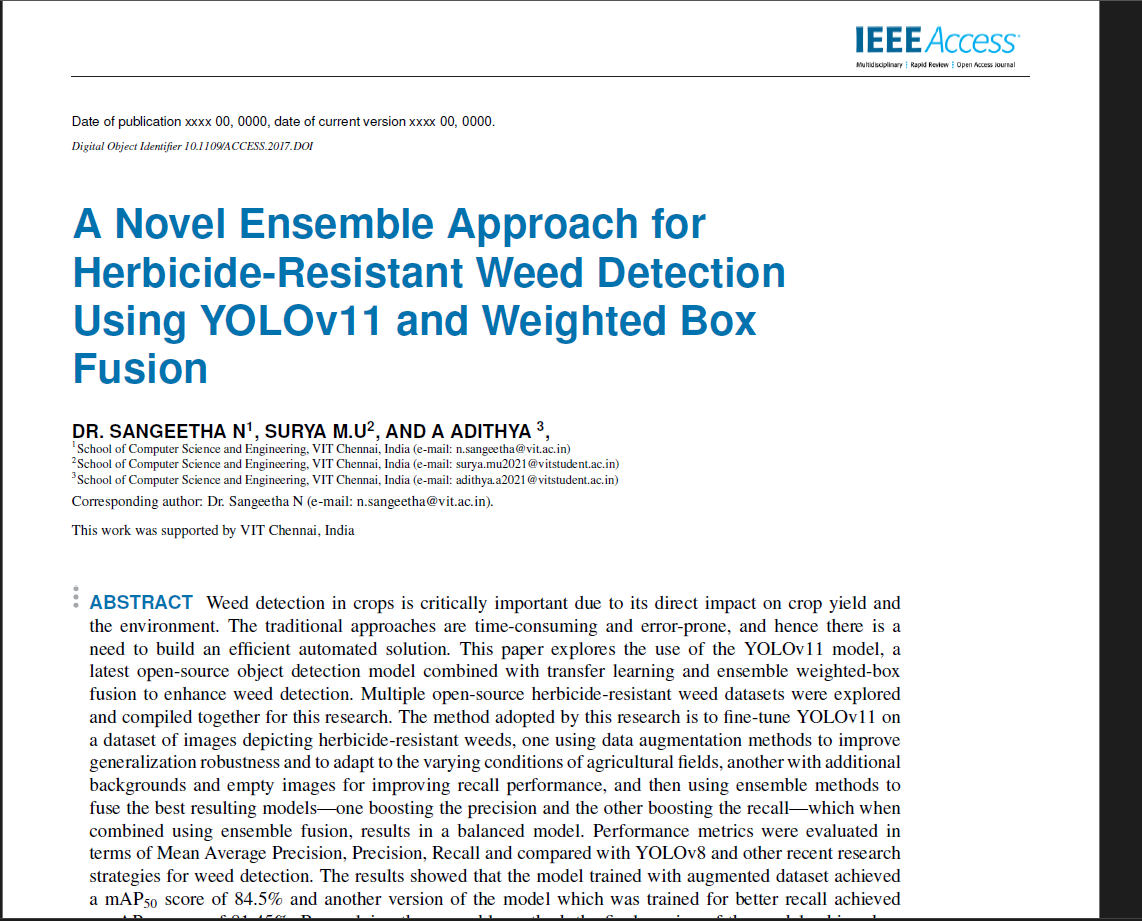 IEEE Access
Multidisciplinary | Rapid Review | Open Access Journal
Date of publication xxxx 00, 0000, date of current version xxxx 00, 0000.
Digital Object Identifier 10.1109/ACCESS.2017.DOI
A Novel Ensemble Approach for
Herbicide-Resistant Weed Detection
Using YOLOv11 and Weighted Box
Fusion
DR. SANGEETHA N1, SURYA M.U2, AND A ADITHYA 3,
1School of Computer Science and Engineering, VIT Chennai, India (e-mail: n.sangeetha@vit.ac.in)
2School of Computer Science and Engineering, VIT Chennai, India (e-mail: surya.mu2021@vitstudent.ac.in)
3School of Computer Science and Engineering, VIT Chennai, India (e-mail: adithya.a2021@vitstudent.ac.in)
Corresponding author: Dr. Sangeetha N (e-mail: n.sangeetha@vit.ac.in).
This work was supported by VIT Chennai, India
ABSTRACT Weed detection in crops is critically important due to its direct impact on crop yield and
the environment. The traditional approaches are time-consuming and error-prone, and hence there is a
need to build an efficient automated solution. This paper explores the use of the YOLOv11 model, a
latest open-source object detection model combined with transfer learning and ensemble weighted-box
fusion to enhance weed detection. Multiple open-source herbicide-resistant weed datasets were explored
and compiled together for this research. The method adopted by this research is to fine-tune YOLOv11 on
a dataset of images depicting herbicide-resistant weeds, one using data augmentation methods to improve
generalization robustness and to adapt to the varying conditions of agricultural fields, another with additional
backgrounds and empty images for improving recall performance, and then using ensemble methods to
fuse the best resulting models—one boosting the precision and the other boosting the recall—which when
combined using ensemble fusion, results in a balanced model. Performance metrics were evaluated in
terms of Mean Average Precision, Precision, Recall and compared with YOLOv8 and other recent research
strategies for weed detection. The results showed that the model trained with augmented dataset achieved
a mAP50 score of 84.5% and another version of the model which was trained for better recall achieved